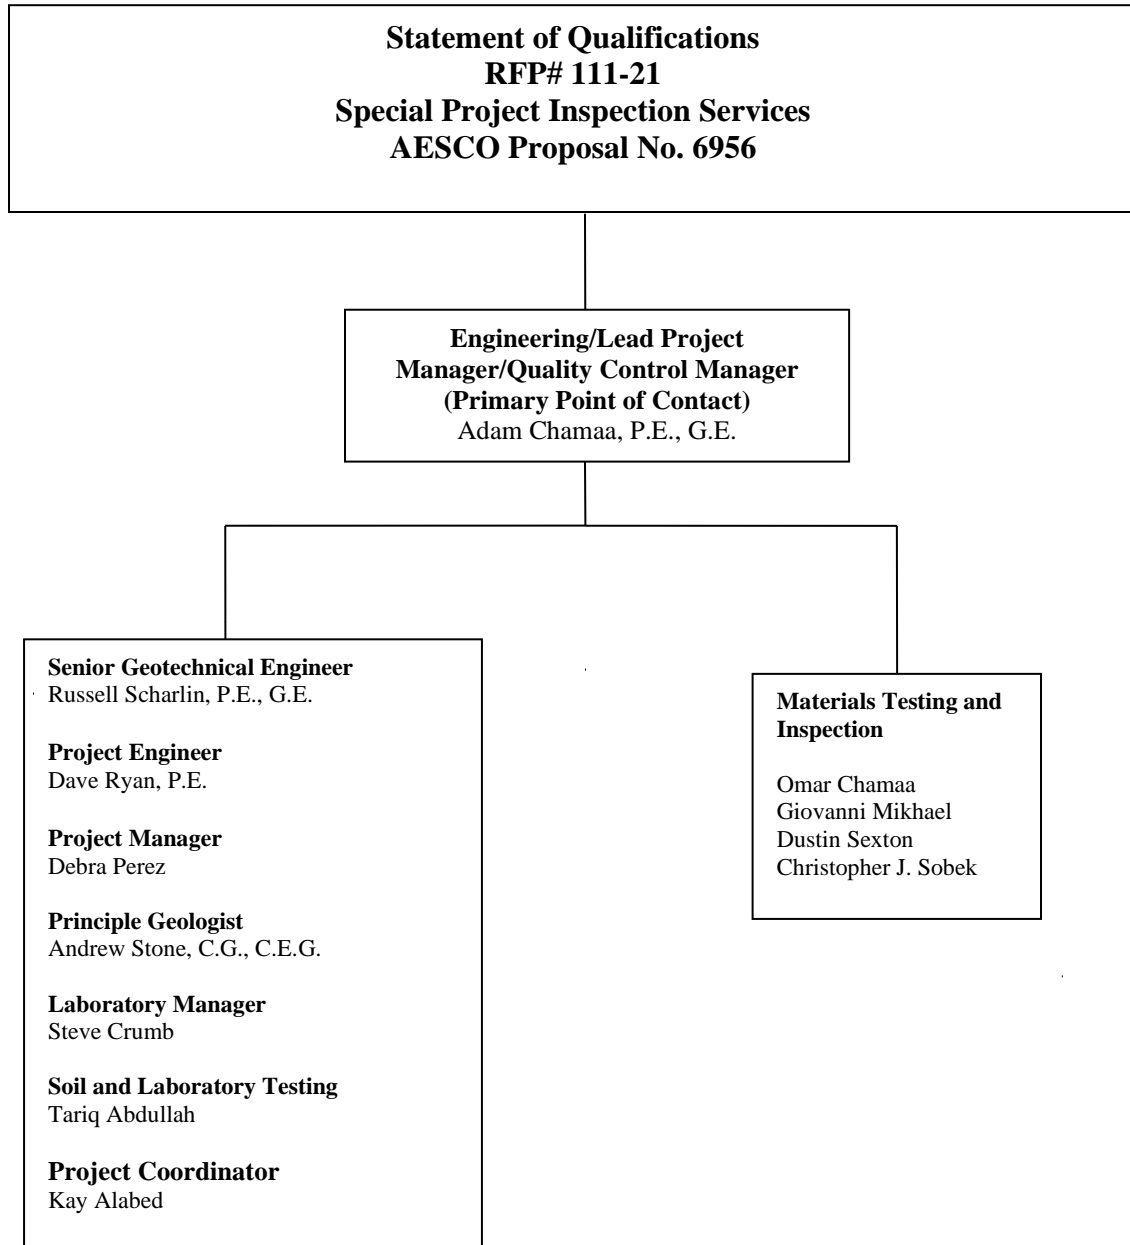 Statement of Qualifications
RFP# 111-21
Special Project Inspection Services
AESCO Proposal No. 6956
Engineering/Lead Project
Manager/Quality Control Manager
(Primary Point of Contact)
Adam Chamaa, P.E., G.E.
Senior Geotechnical Engineer
Russell Scharlin, P.E., G.E.
Project Engineer
Dave Ryan, P.E.
Project Manager
Debra Perez
Principle Geologist
Andrew Stone, C.G., C.E.G.
Laboratory Manager
Steve Crumb
Soil and Laboratory Testing
Tariq Abdullah
Project Coordinator
Kay Alabed
Materials Testing and
Inspection
Omar Chamaa
Giovanni Mikhael
Dustin Sexton
Christopher J. Sobek